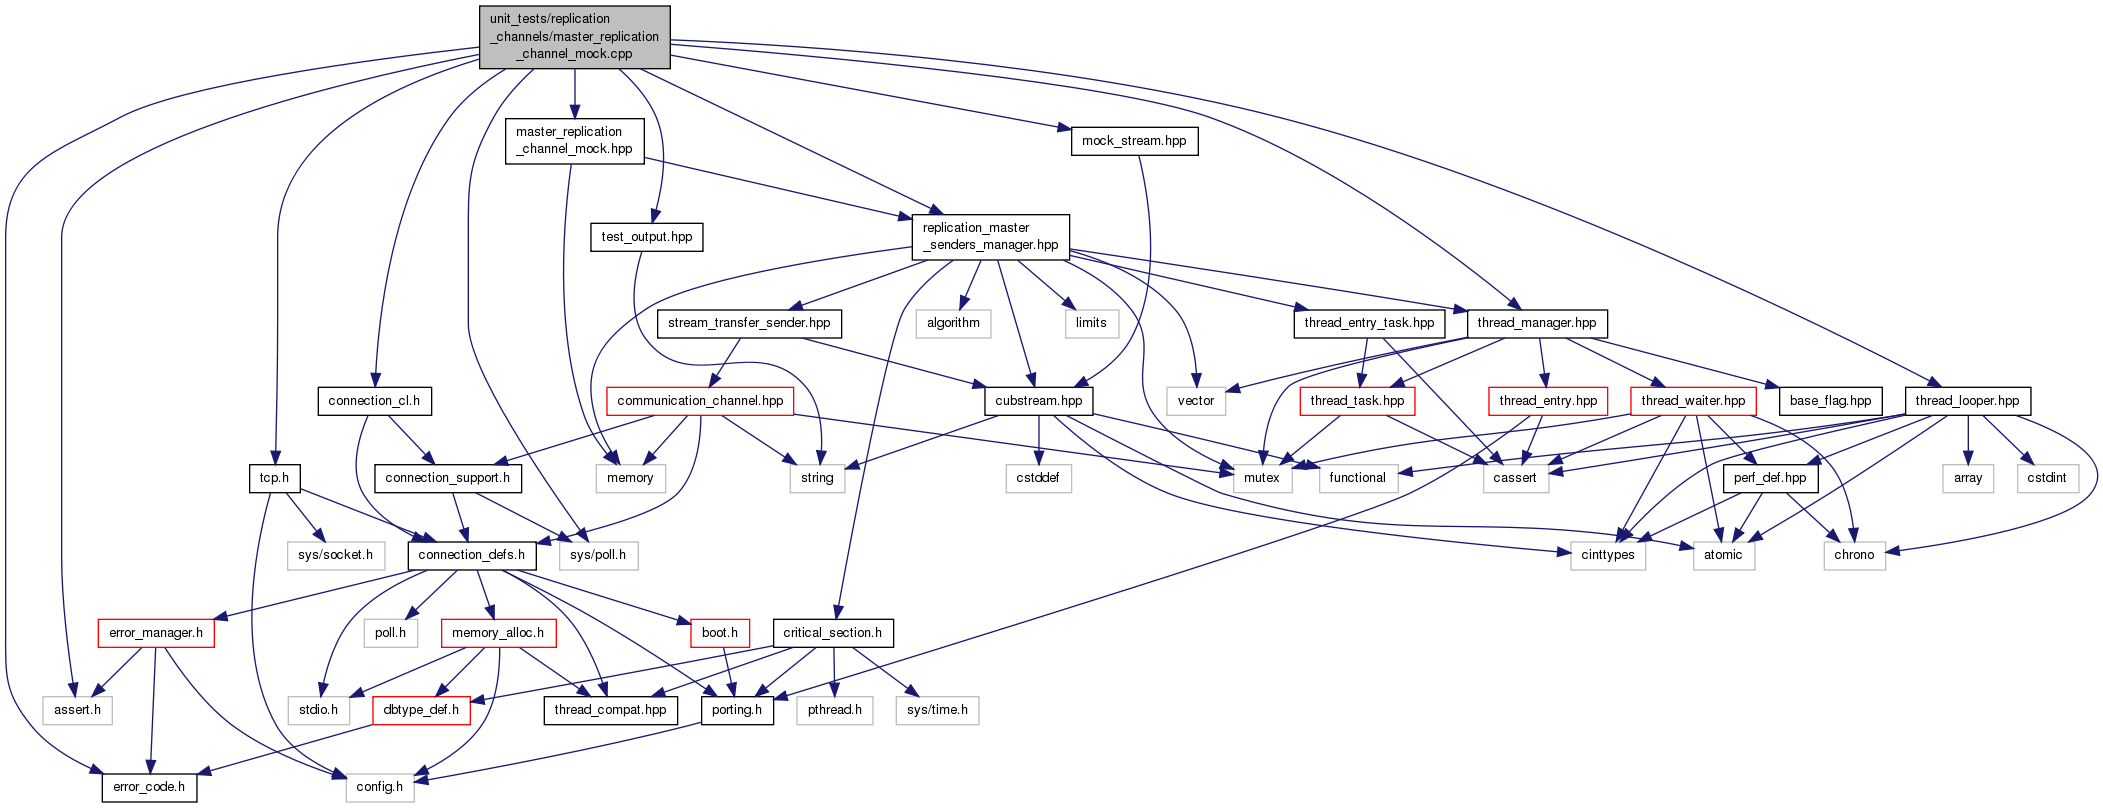 unit_tests/replication
_channels/master_replication
_channel_mock.cpp
master_replication
_channel_mock.hpp
mock_stream.hpp
test_output.hpp
replication_master
_senders_manager.hpp
stream_transfer_sender.hpp
algorithm
limits
thread_entry_task.hpp
thread_manager.hpp
connection_cl.h
communication_channel.hpp
cubstream.hpp
vector
thread_task.hpp
thread_entry.hpp
thread_waiter.hpp
base_flag.hpp
thread_looper.hpp
tcp.h
connection_support.h
memory
string
cstddef
mutex
functional
cassert
perf_def.hpp
array
cstdint
sys/socket.h
connection_defs.h
sys/poll.h
cinttypes
atomic
chrono
error_manager.h
poll.h
memory_alloc.h
boot.h
critical_section.h
assert.h
stdio.h
dbtype_def.h
thread_compat.hpp
porting.h
pthread.h
sys/time.h
error_code.h
config.h